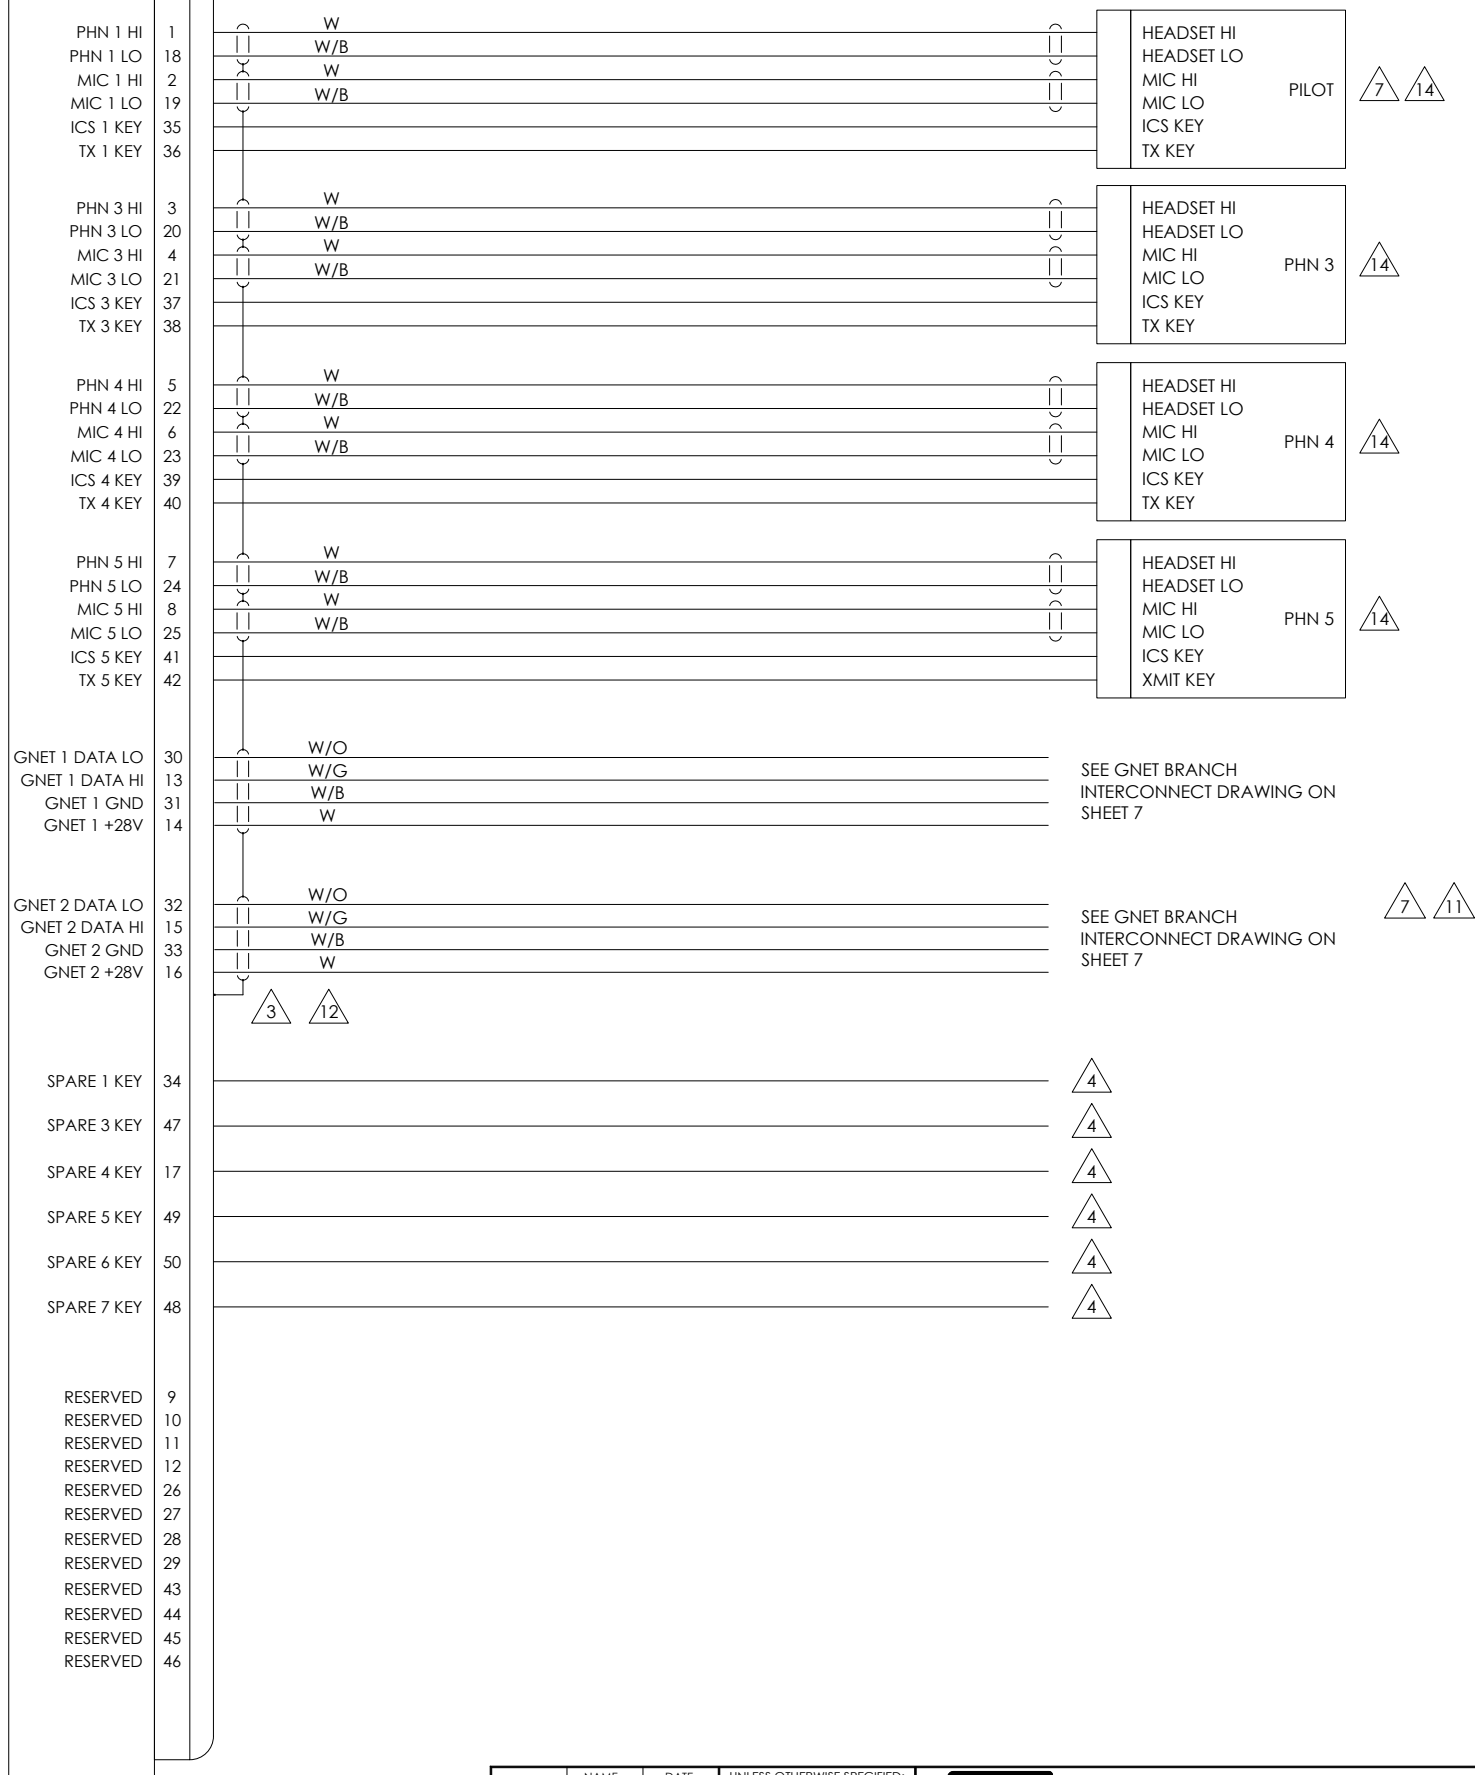 PHN 1 HI 1 W HEADSET HI
PHN 1 LO 18 W/B HEADSET LO
MIC 1 HI 2 W MIC HI
MIC 1 LO 19 W/B MIC LO PILOT 7 14
ICS 1 KEY 35 ICS KEY
TX 1 KEY 36 TX KEY
PHN 3 HI 3 W HEADSET HI
PHN 3 LO 20 W/B HEADSET LO
MIC 3 HI 4 W MIC HI
MIC 3 LO 21 W/B MIC LO PHN 3 14
ICS 3 KEY 37 ICS KEY
TX 3 KEY 38 TX KEY
PHN 4 HI 5 W HEADSET HI
PHN 4 LO 22 W/B HEADSET LO
MIC 4 HI 6 W MIC HI
MIC 4 LO 23 W/B MIC LO PHN 4 14
ICS 4 KEY 39 ICS KEY
TX 4 KEY 40 TX KEY
PHN 5 HI 7 W HEADSET HI
PHN 5 LO 24 W/B HEADSET LO
MIC 5 HI 8 W MIC HI
MIC 5 LO 25 W/B MIC LO PHN 5 14
ICS 5 KEY 41 ICS KEY
TX 5 KEY 42 XMIT KEY
GNET 1 DATA LO 30 W/O
GNET 1 DATA HI 13 W/G SEE GNET BRANCH
GNET 1 GND 31 W/B INTERCONNECT DRAWING ON
GNET 1 +28V 14 W SHEET 7
GNET 2 DATA LO 32 W/O 7 11
GNET 2 DATA HI 15 W/G SEE GNET BRANCH
GNET 2 GND 33 W/B INTERCONNECT DRAWING ON
GNET 2 +28V 16 W SHEET 7
3 12
SPARE 1 KEY 34 4
SPARE 3 KEY 47 4
SPARE 4 KEY 17 4
SPARE 5 KEY 49 4
SPARE 6 KEY 50 4
SPARE 7 KEY 48 4
RESERVED 9
RESERVED 10
RESERVED 11
RESERVED 12
RESERVED 26
RESERVED 27
RESERVED 28
RESERVED 29
RESERVED 43
RESERVED 44
RESERVED 45
RESERVED 46
NAME DATE UNLESS OTHERWISE SPECIFIED: